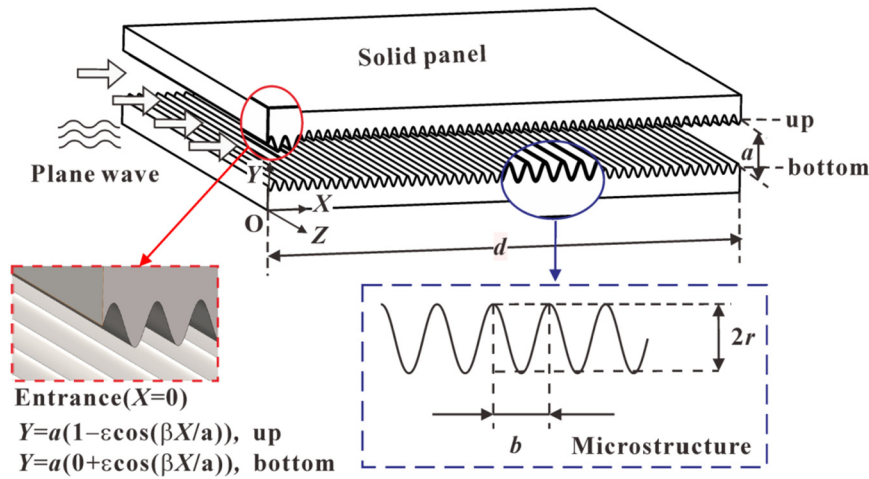 Solid panel
up
a
bottom
Plane wave
Y
X
O
Z
d
2r
b
Microstructure
Entrance(X=0)
Y=a(1−εcos(βX/a)), up
Y=a(0+εcos(βX/a)), bottom